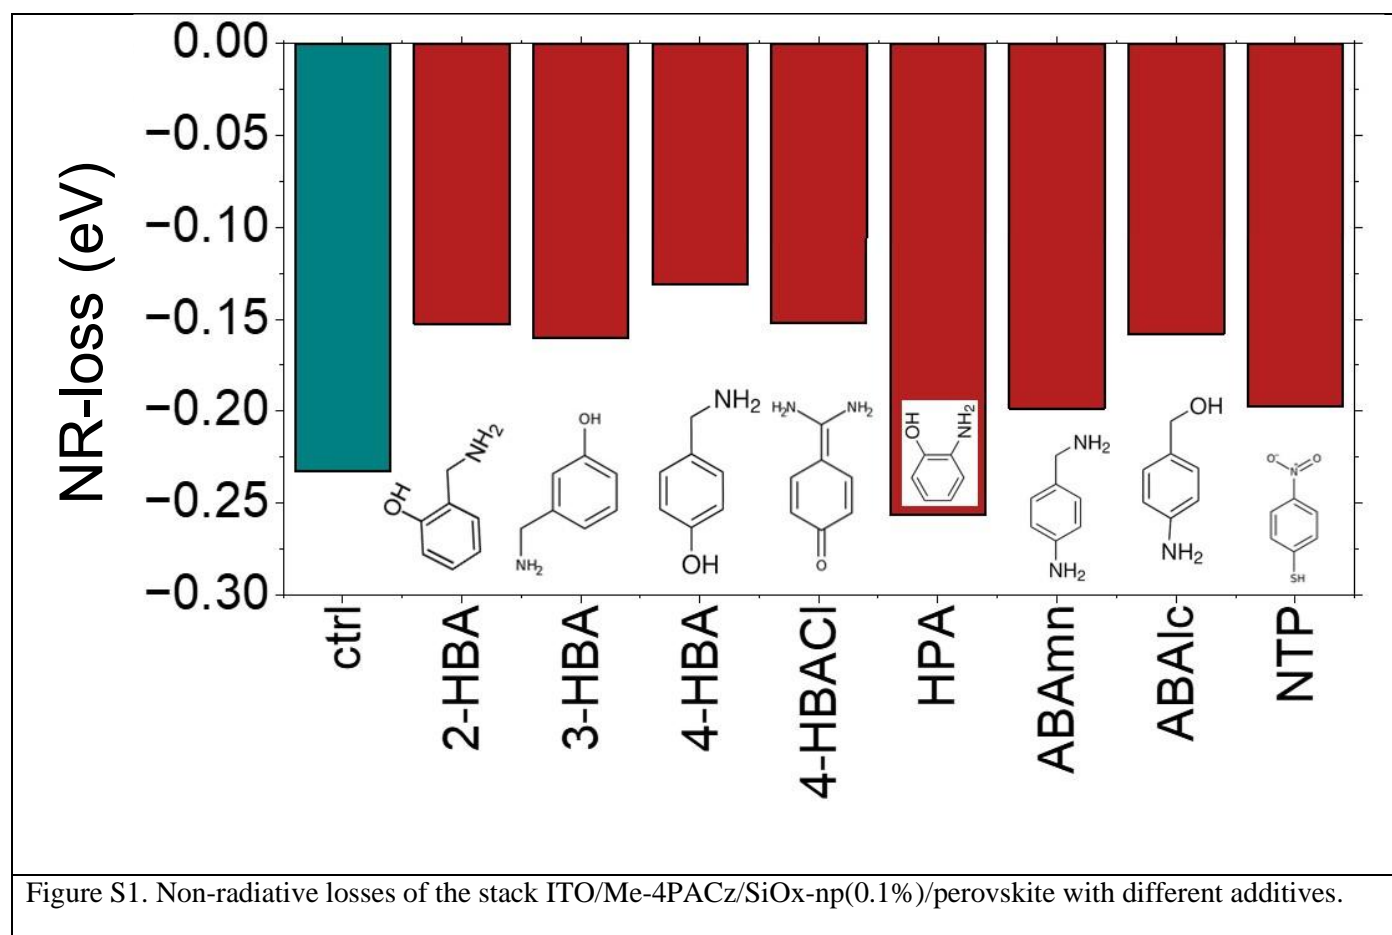 NR-loss (eV)
0.00
−0.05
−0.10
−0.15
−0.20
−0.25
−0.30
OH
NH₂
OH
NH₂
NH₂
OH
H₂N
NH₂
O
OH
NH₂
NH₂
NH₂
OH
NH₂
O⁻
N⁺
O
SH
ctrl
2-HBA
3-HBA
4-HBA
4-HBACl
HPA
ABAmn
ABAlc
NTP
Figure S1. Non-radiative losses of the stack ITO/Me-4PACz/SiOx-np(0.1%)/perovskite with different additives.